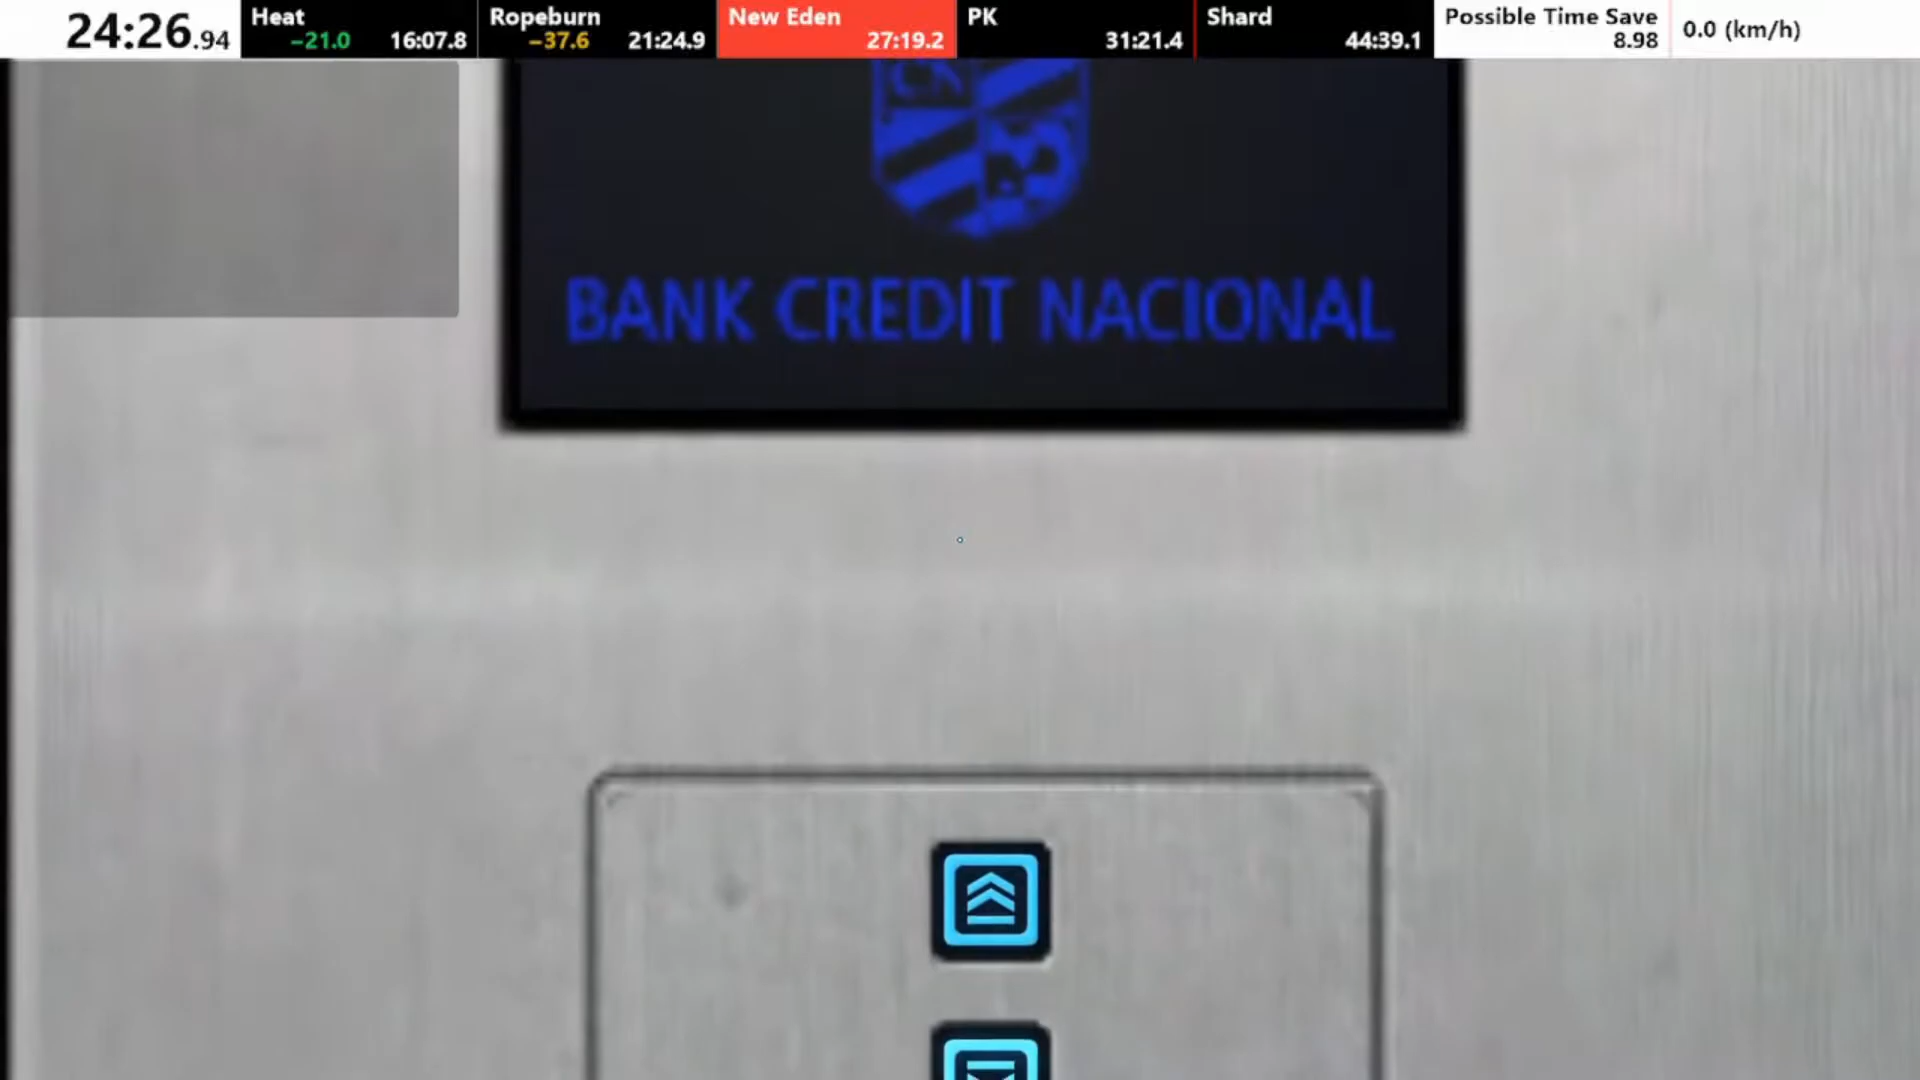 24:26.94
Heat
−21.0 16:07.8
Ropeburn
−37.6 21:24.9
New Eden
27:19.2
PK
31:21.4
Shard
44:39.1
Possible Time Save
8.98
0.0 (km/h)
BANK CREDIT NACIONAL